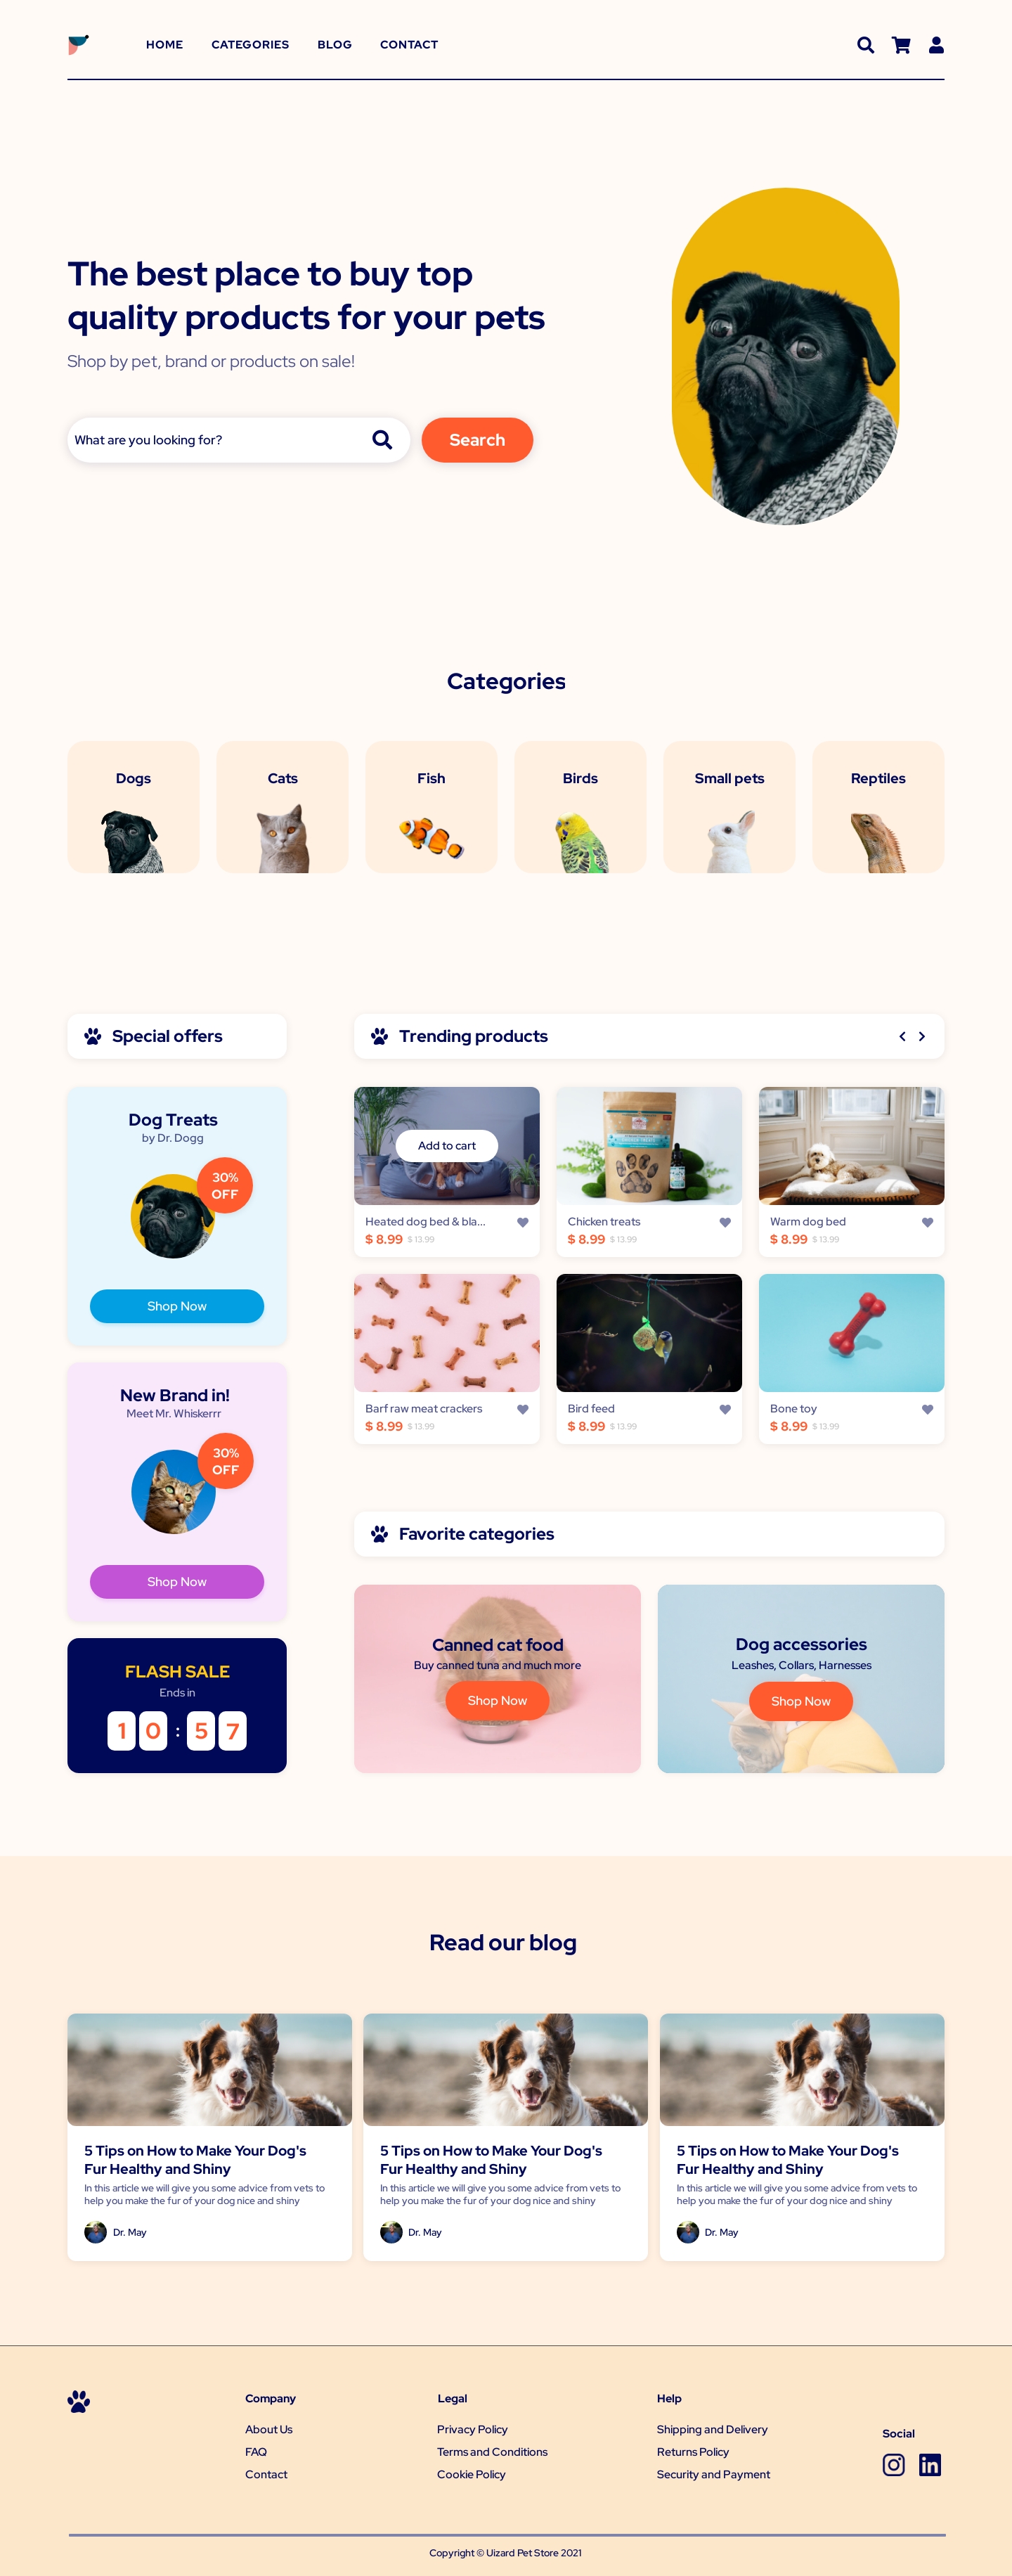 HOME CATEGORIES BLOG CONTACT
The best place to buy top
quality products for your pets
Shop by pet, brand or products on sale!
What are you looking for?
Search
Categories
Dogs
Cats
Fish
Birds
Small pets
Reptiles
Special offers
Dog Treats
by Dr. Dogg
30%
OFF
Shop Now
New Brand in!
Meet Mr. Whiskerrr
30%
OFF
Shop Now
FLASH SALE
Ends in
10:57
Trending products
Add to cart
Heated dog bed & bla...
$ 8.99 $ 13.99
Chicken treats
$ 8.99 $ 13.99
Warm dog bed
$ 8.99 $ 13.99
Barf raw meat crackers
$ 8.99 $ 13.99
Bird feed
$ 8.99 $ 13.99
Bone toy
$ 8.99 $ 13.99
Favorite categories
Canned cat food
Buy canned tuna and much more
Shop Now
Dog accessories
Leashes, Collars, Harnesses
Shop Now
Read our blog
5 Tips on How to Make Your Dog's
Fur Healthy and Shiny
In this article we will give you some advice from vets to
help you make the fur of your dog nice and shiny
Dr. May
5 Tips on How to Make Your Dog's
Fur Healthy and Shiny
In this article we will give you some advice from vets to
help you make the fur of your dog nice and shiny
Dr. May
5 Tips on How to Make Your Dog's
Fur Healthy and Shiny
In this article we will give you some advice from vets to
help you make the fur of your dog nice and shiny
Dr. May
Company
About Us
FAQ
Contact
Legal
Privacy Policy
Terms and Conditions
Cookie Policy
Help
Shipping and Delivery
Returns Policy
Security and Payment
Social
Copyright © Uizard Pet Store 2021